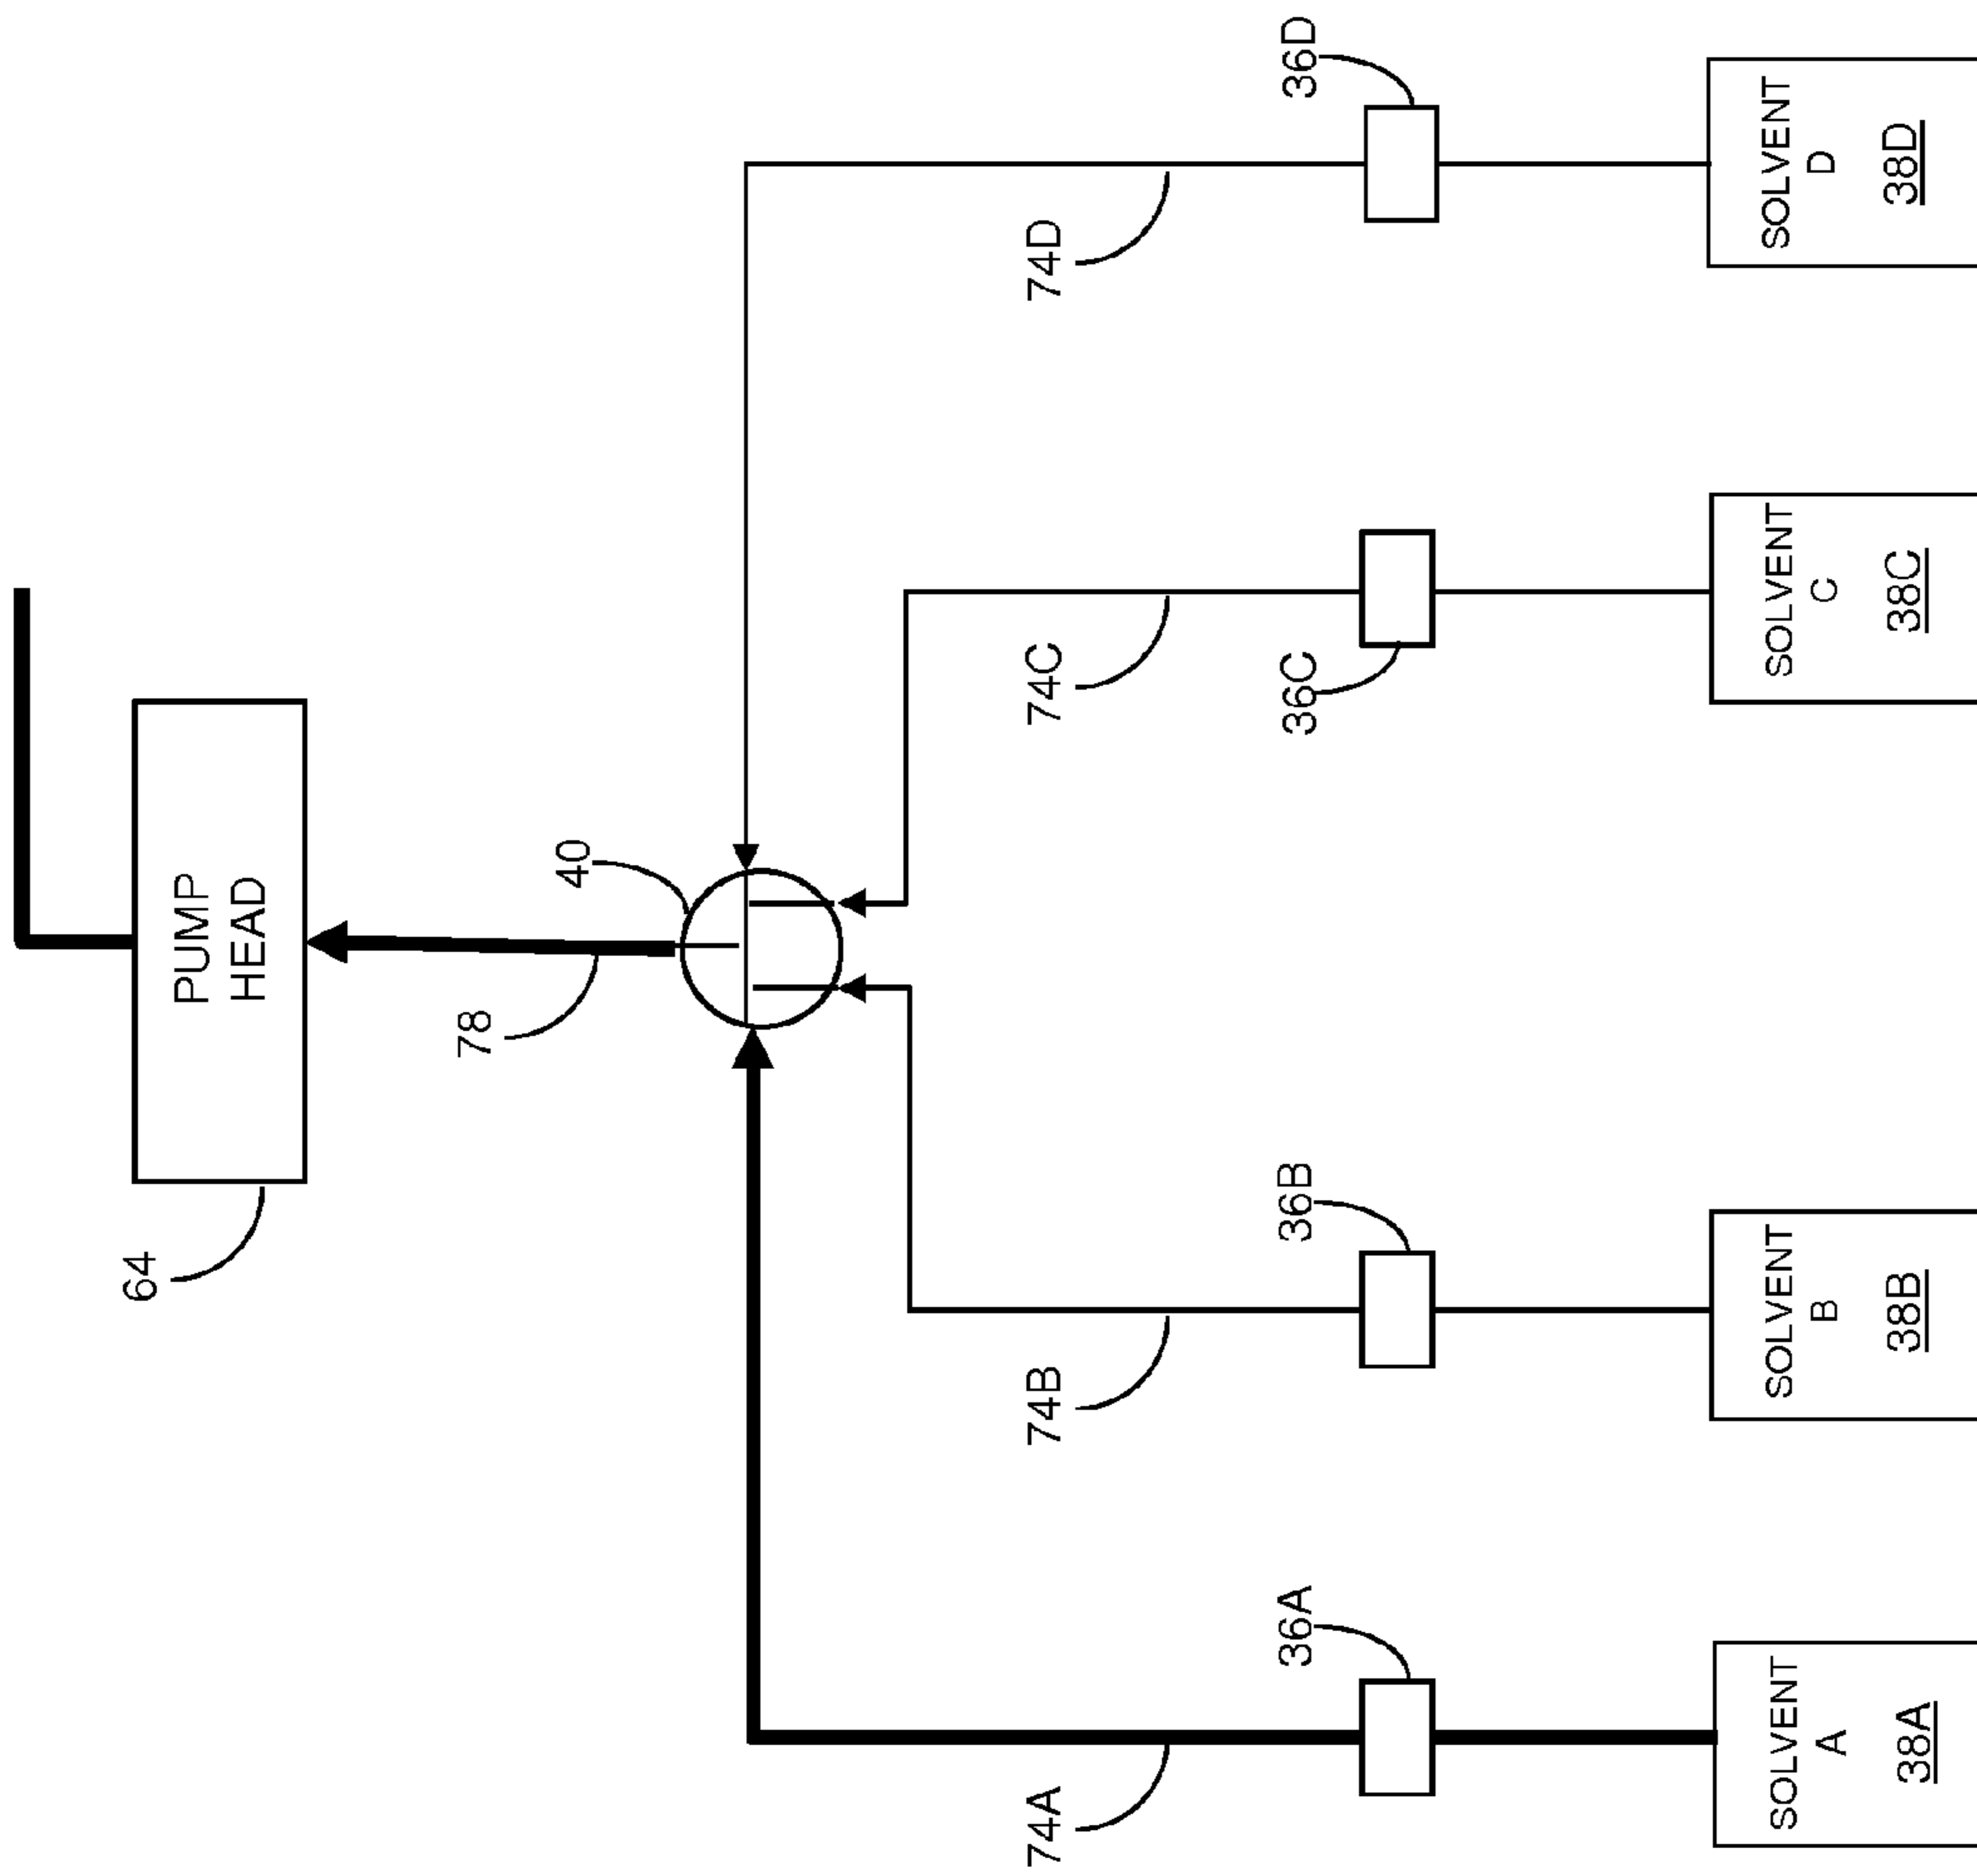 64
PUMP
HEAD
78
40
74A
74B
74C
74D
36A
36B
36C
36D
SOLVENT
A
38A
SOLVENT
B
38B
SOLVENT
C
38C
SOLVENT
D
38D